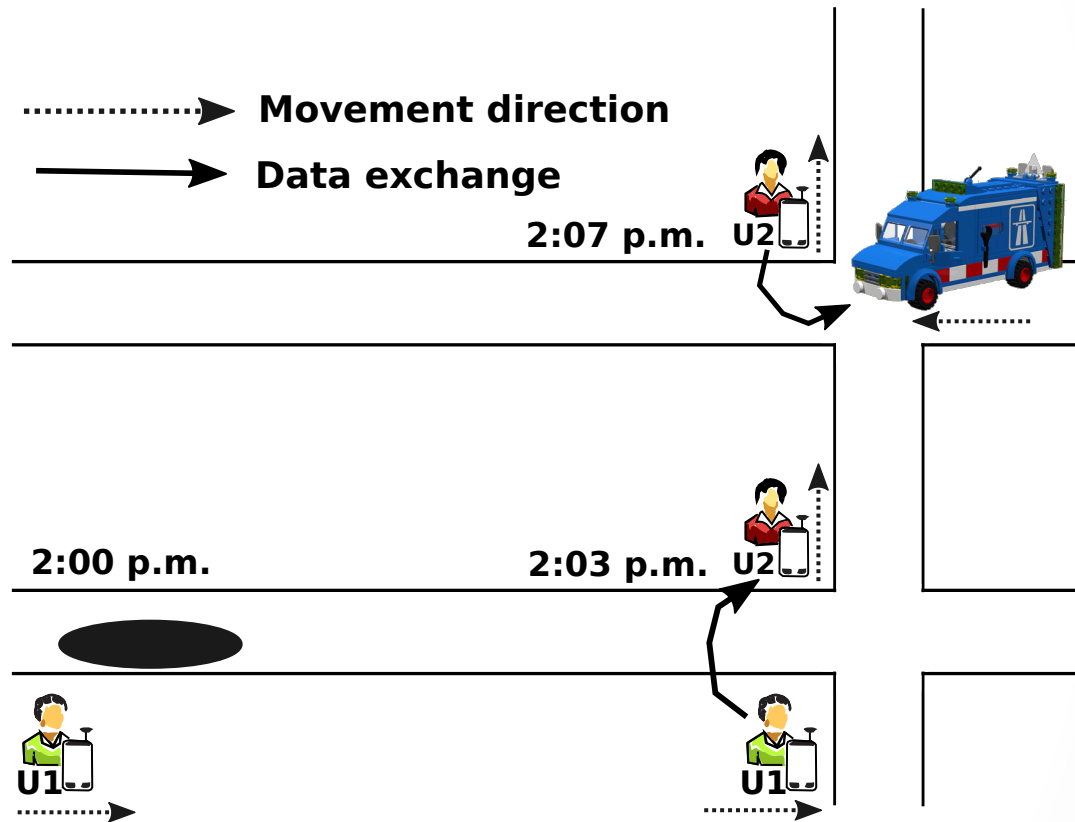 Movement direction
Data exchange
2:07 p.m. U2
2:00 p.m. 2:03 p.m. U2
U1 U1